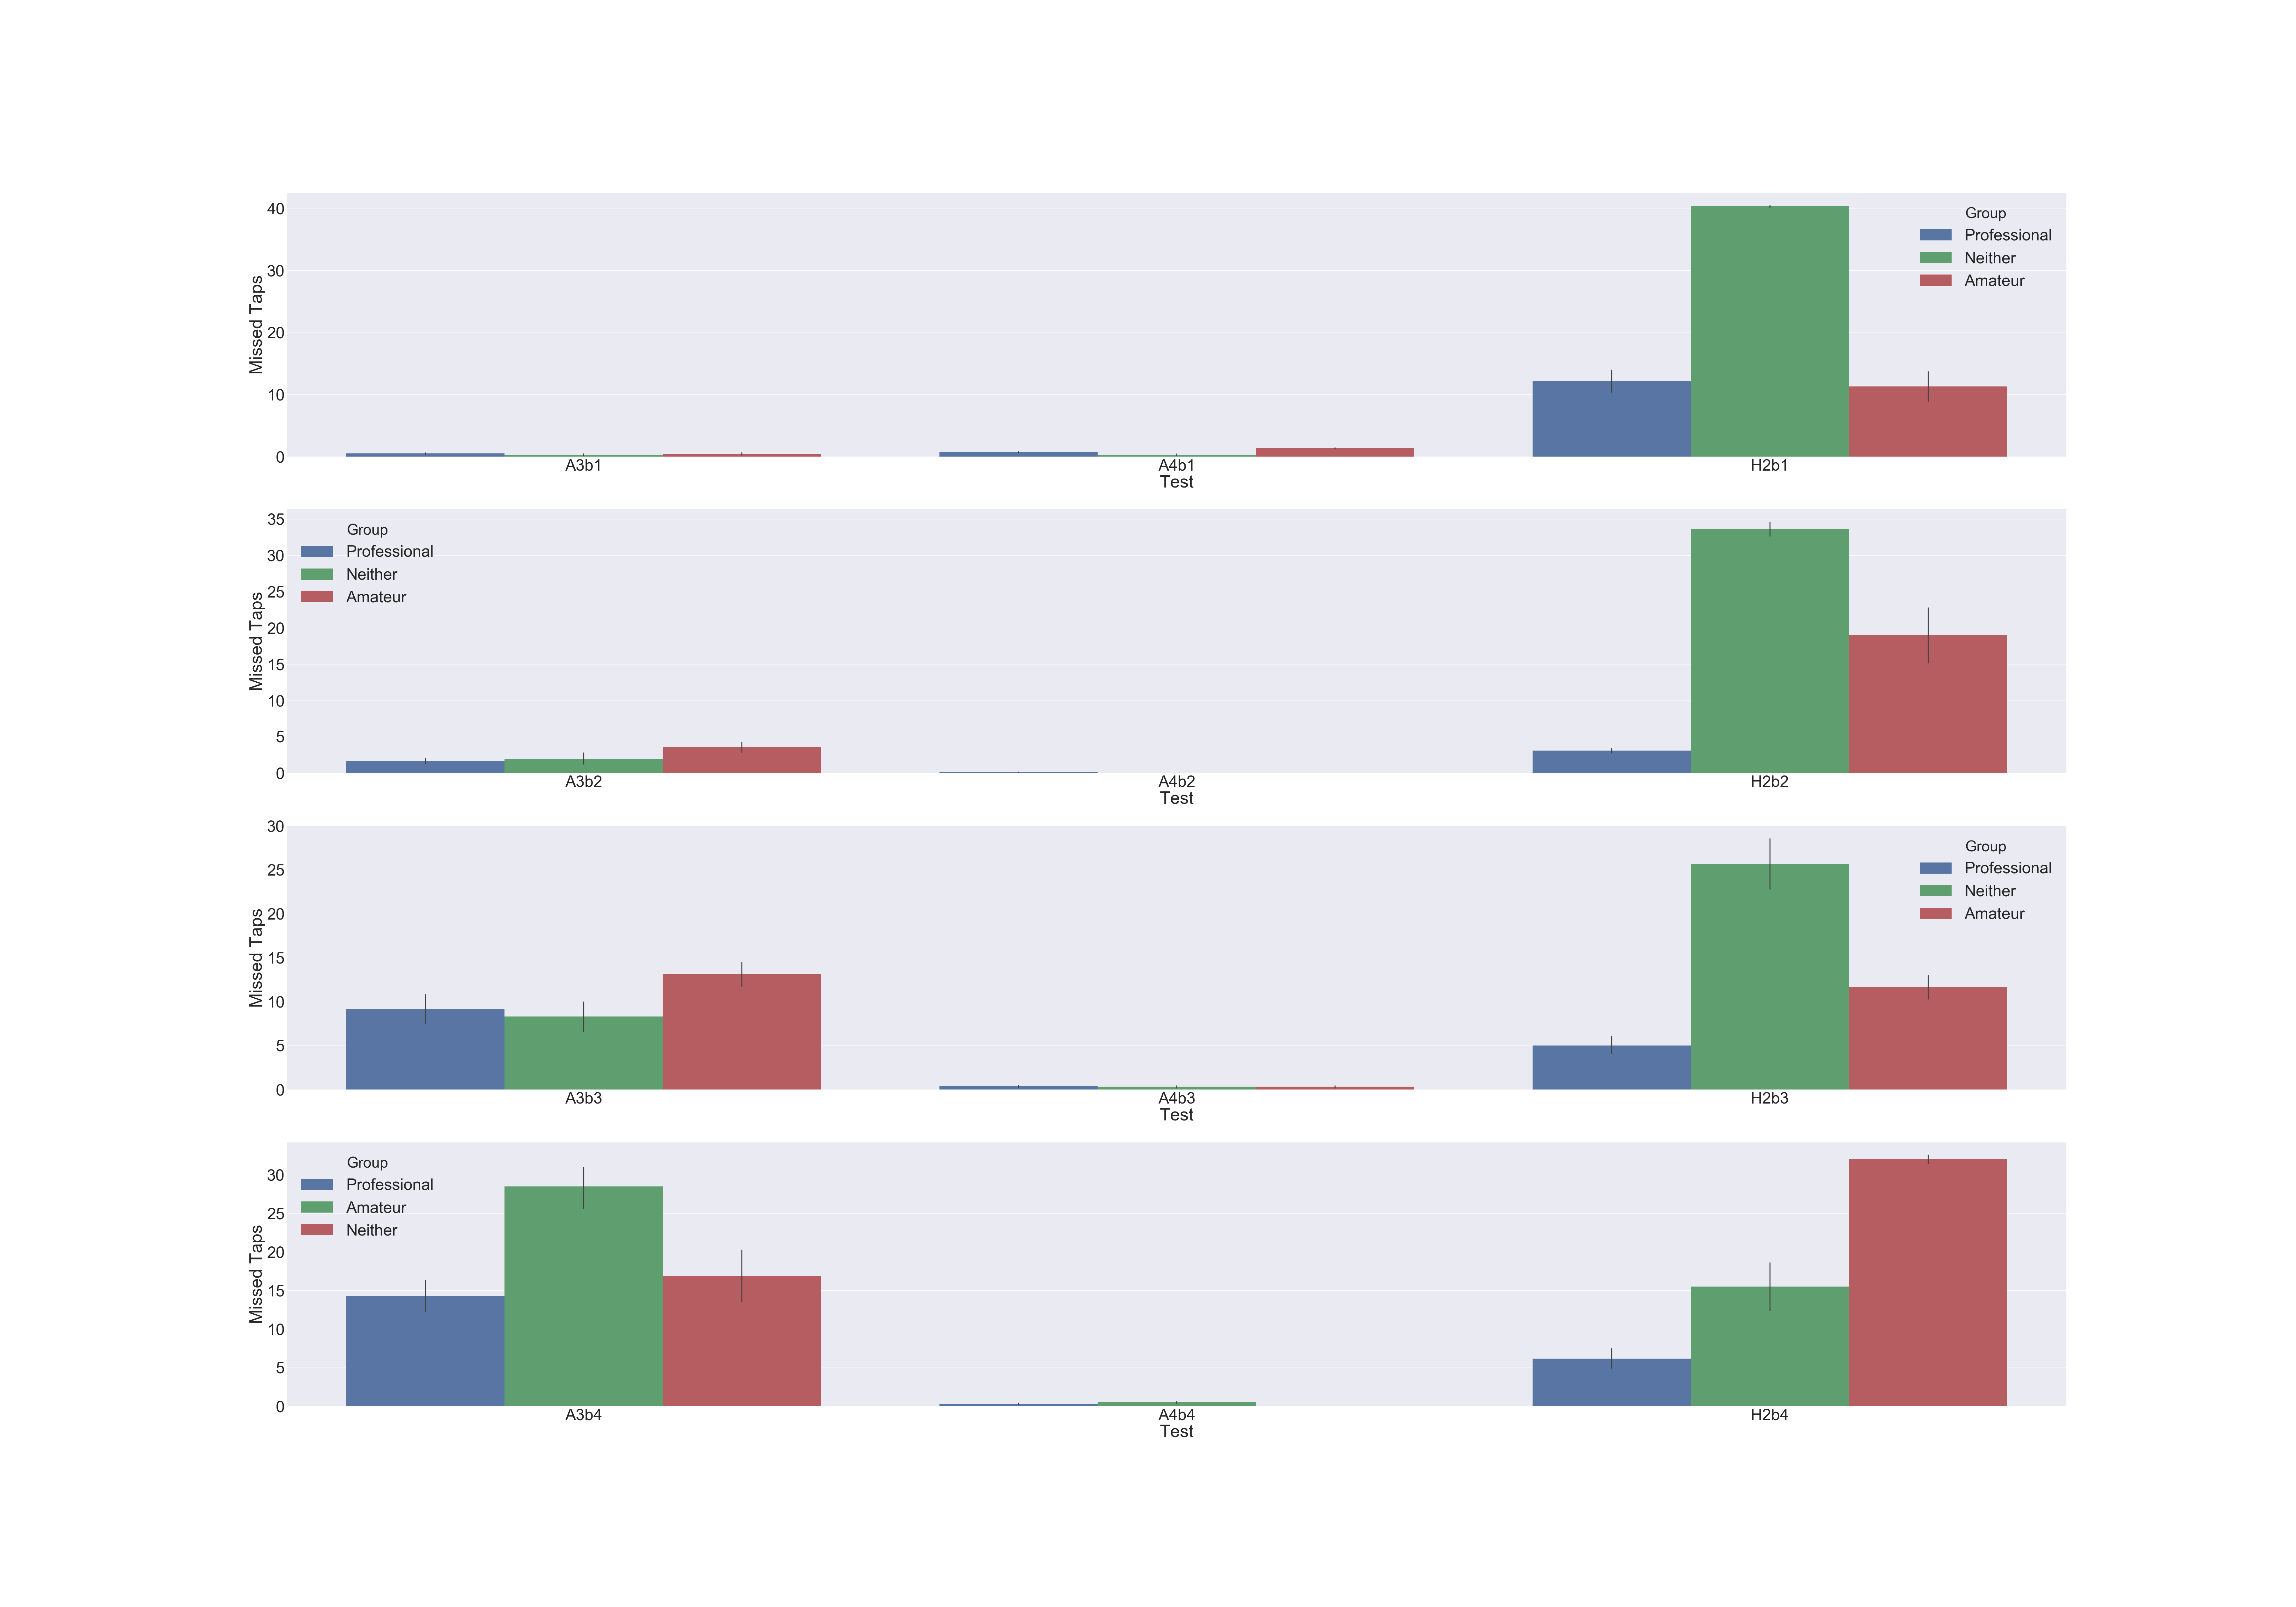 40
30
20
10
0
Missed Taps
Group
Professional
Neither
Amateur
A3b1 A4b1 H2b1
Test
35
30
25
20
15
10
5
0
Missed Taps
Group
Professional
Neither
Amateur
A3b2 A4b2 H2b2
Test
30
25
20
15
10
5
0
Missed Taps
Group
Professional
Neither
Amateur
A3b3 A4b3 H2b3
Test
30
25
20
15
10
5
0
Missed Taps
Group
Professional
Amateur
Neither
A3b4 A4b4 H2b4
Test